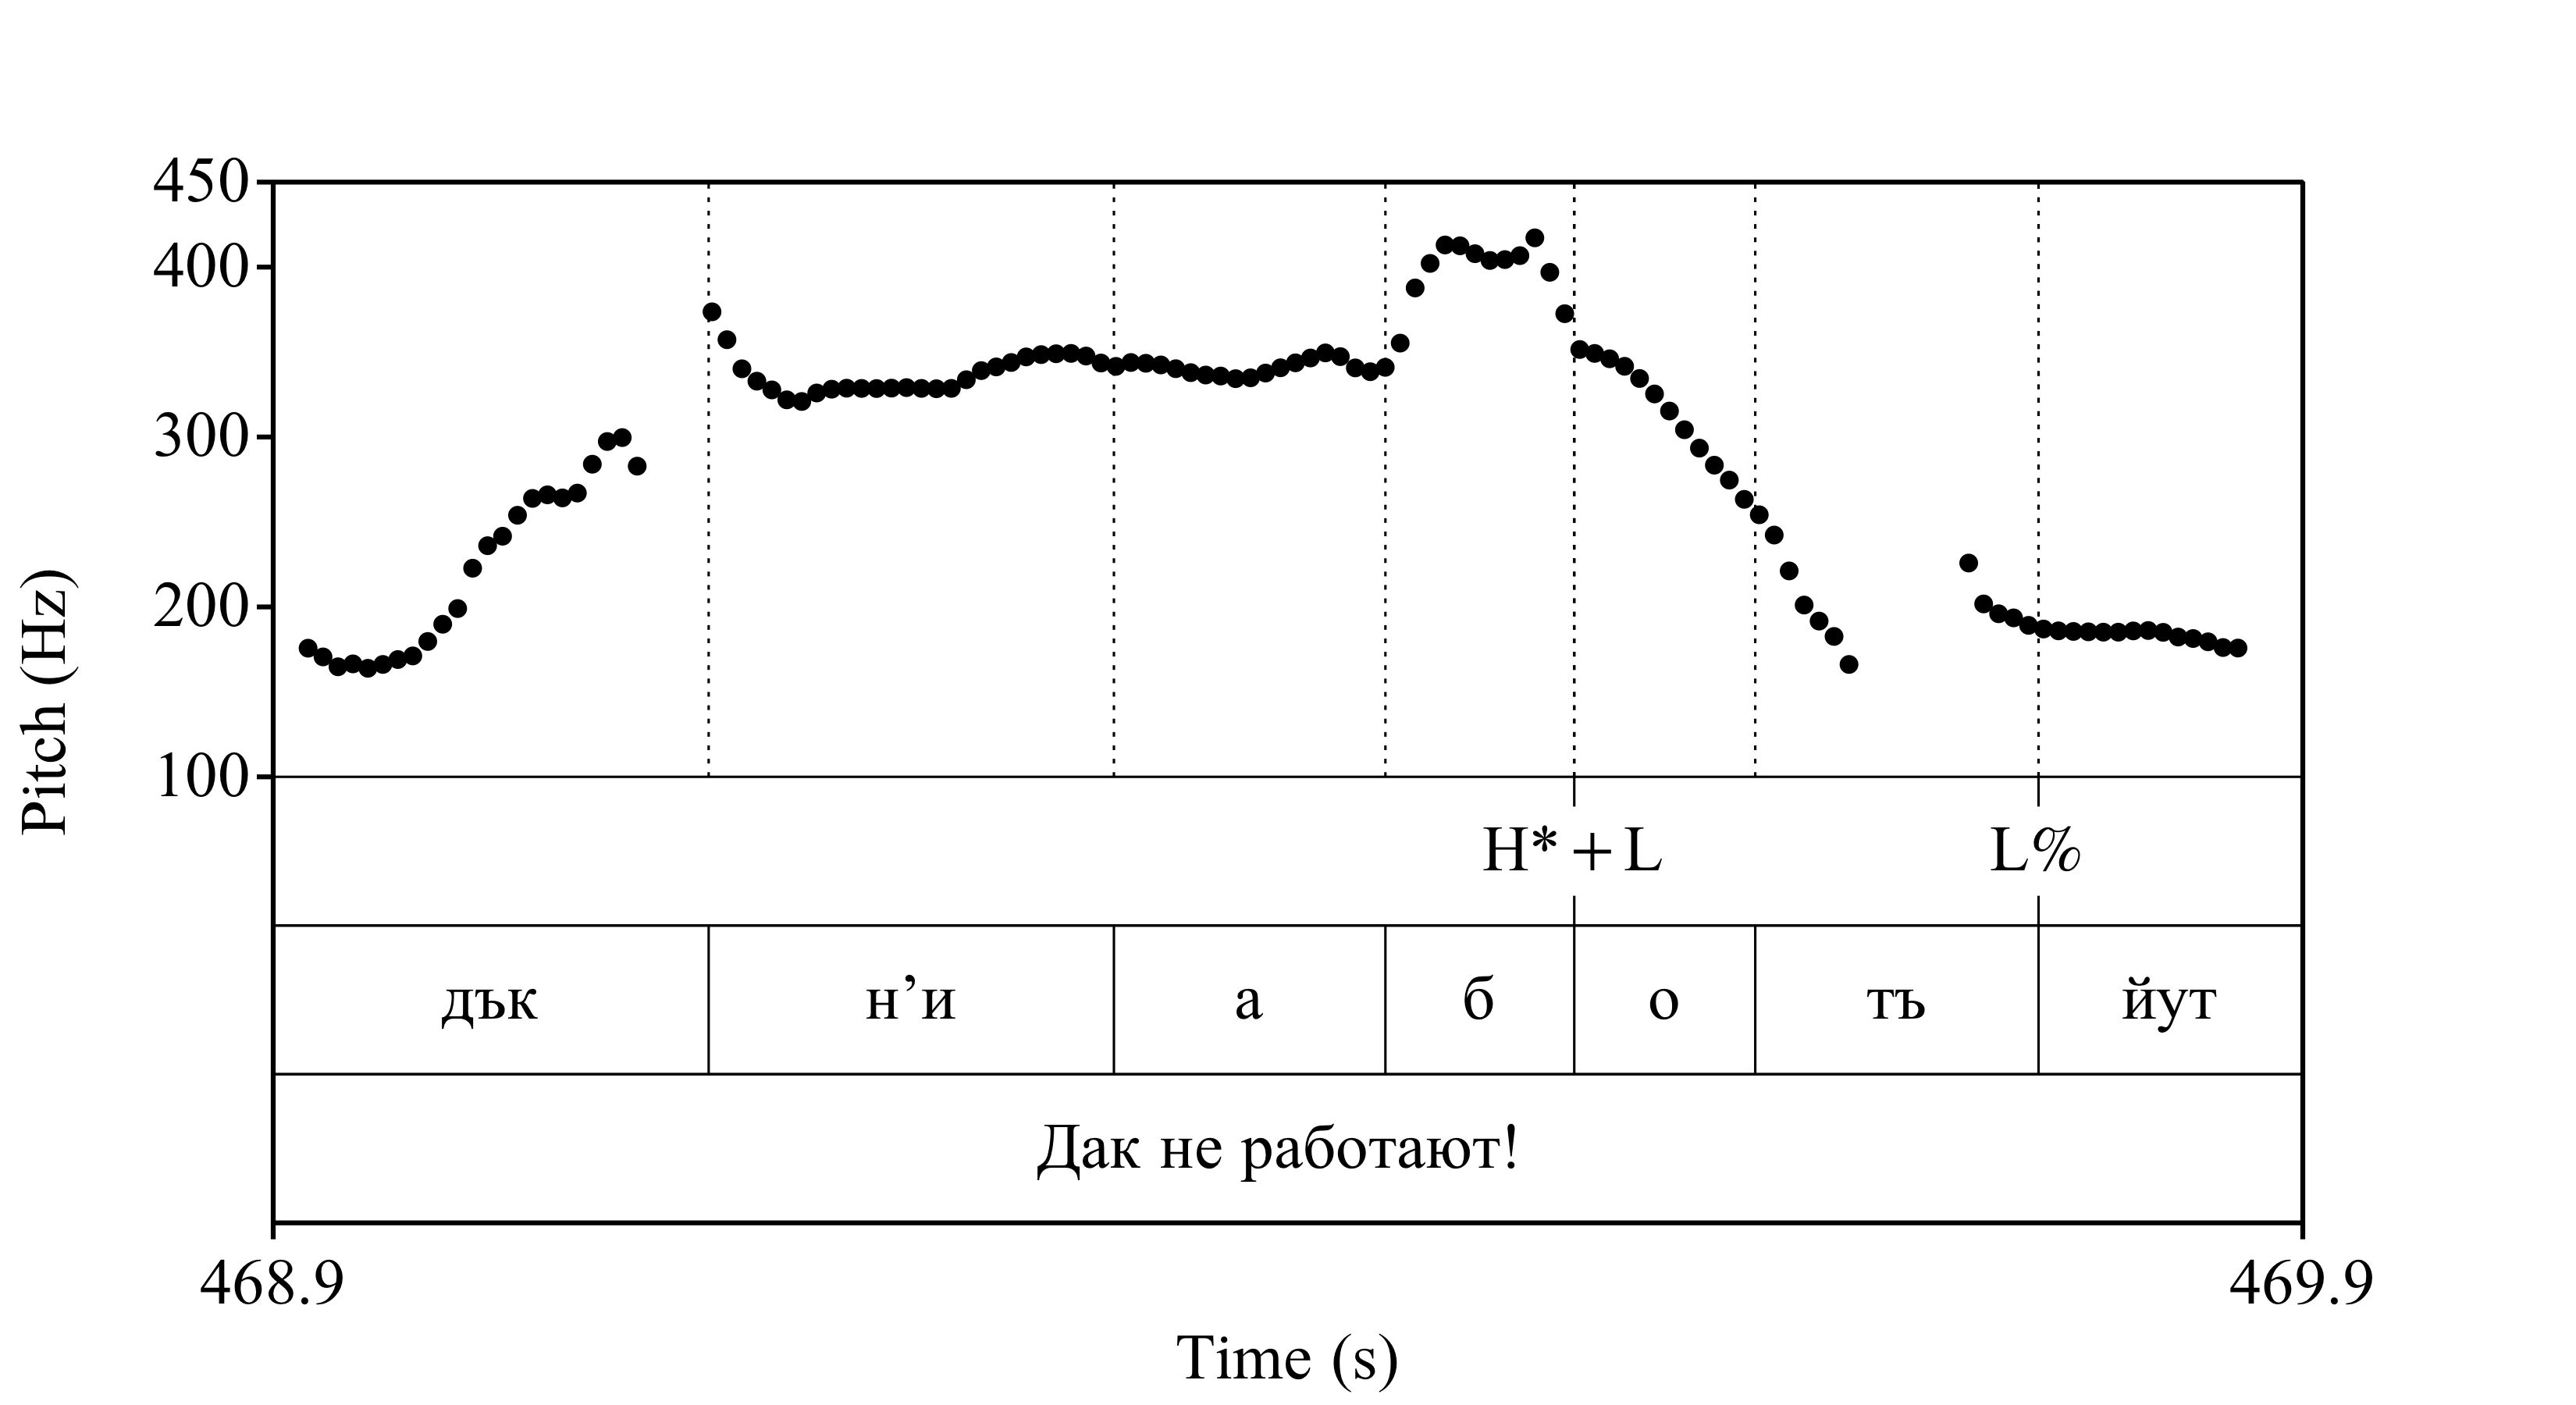 450
400
300
200
100
Pitch (Hz)
H*+L L%
дък н’и а б о тъ йут
Дак не работают!
468.9 469.9
Time (s)